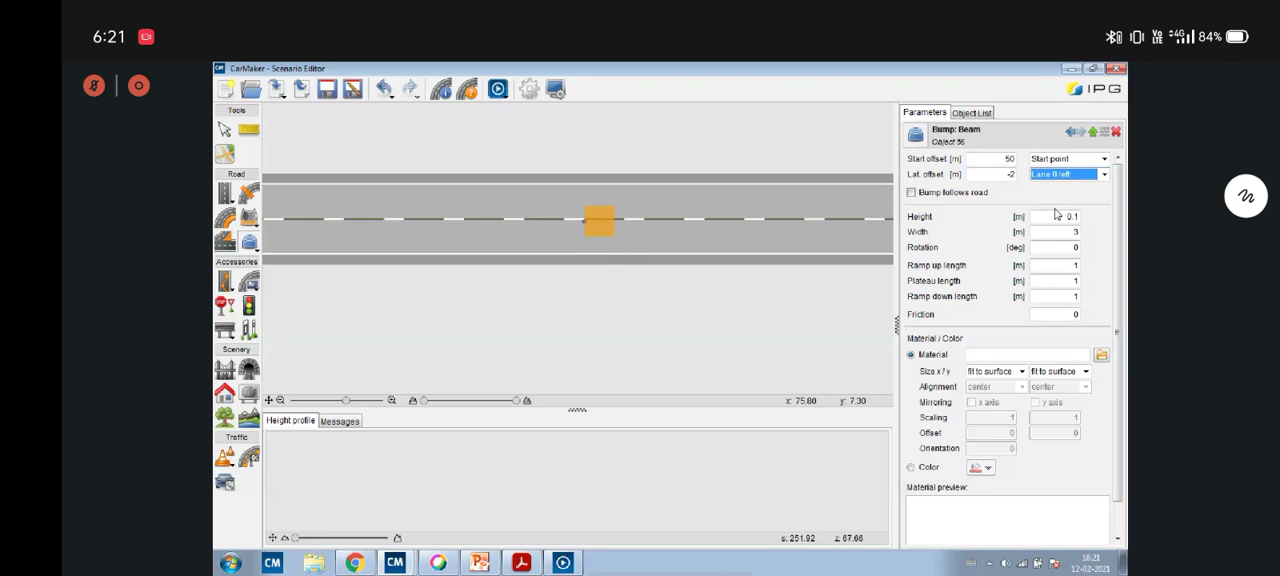 6:21
VO
LTE
4G
84%
CarMaker - Scenario Editor
IPG
Tools
Road
Accessories
STOP
Scenery
Traffic
Parameters
Object List
Bump: Beam
Object 56
Start offset [m] 50 Start point
Lat. offset [m] -2 Lane 0 left
Bump follows road
Height [m] 0.1
Width [m] 3
Rotation [deg] 0
Ramp up length [m] 1
Plateau length [m] 1
Ramp down length [m] 1
Friction 0
Material / Color
Material
Size x / y fit to surface fit to surface
Alignment center center
Mirroring x axis y axis
Scaling 1 1
Offset 0 0
Orientation 0
Color
Material preview:
x: 75.80 y: 7.30
Height profile Messages
s: 251.92 z: 67.66
CM
CM
18:21
12-02-2021